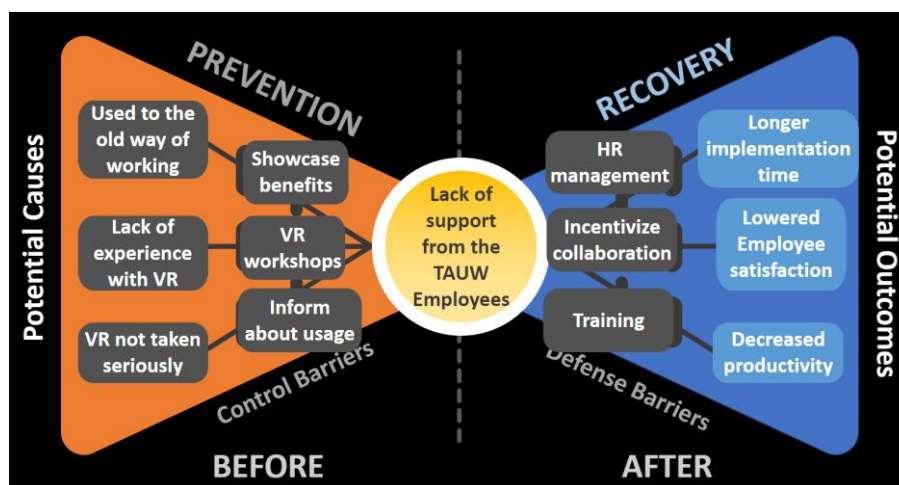 PREVENTION
RECOVERY
Potential Causes
Used to the
old way of
working
Lack of
experience
with VR
VR not taken
seriously
Showcase
benefits
VR
workshops
Inform
about usage
Control Barriers
Lack of
support
from the
TAUW
Employees
HR
management
Incentivize
collaboration
Training
Defense Barriers
Longer
implementation
time
Lowered
Employee
satisfaction
Decreased
productivity
Potential Outcomes
BEFORE
AFTER